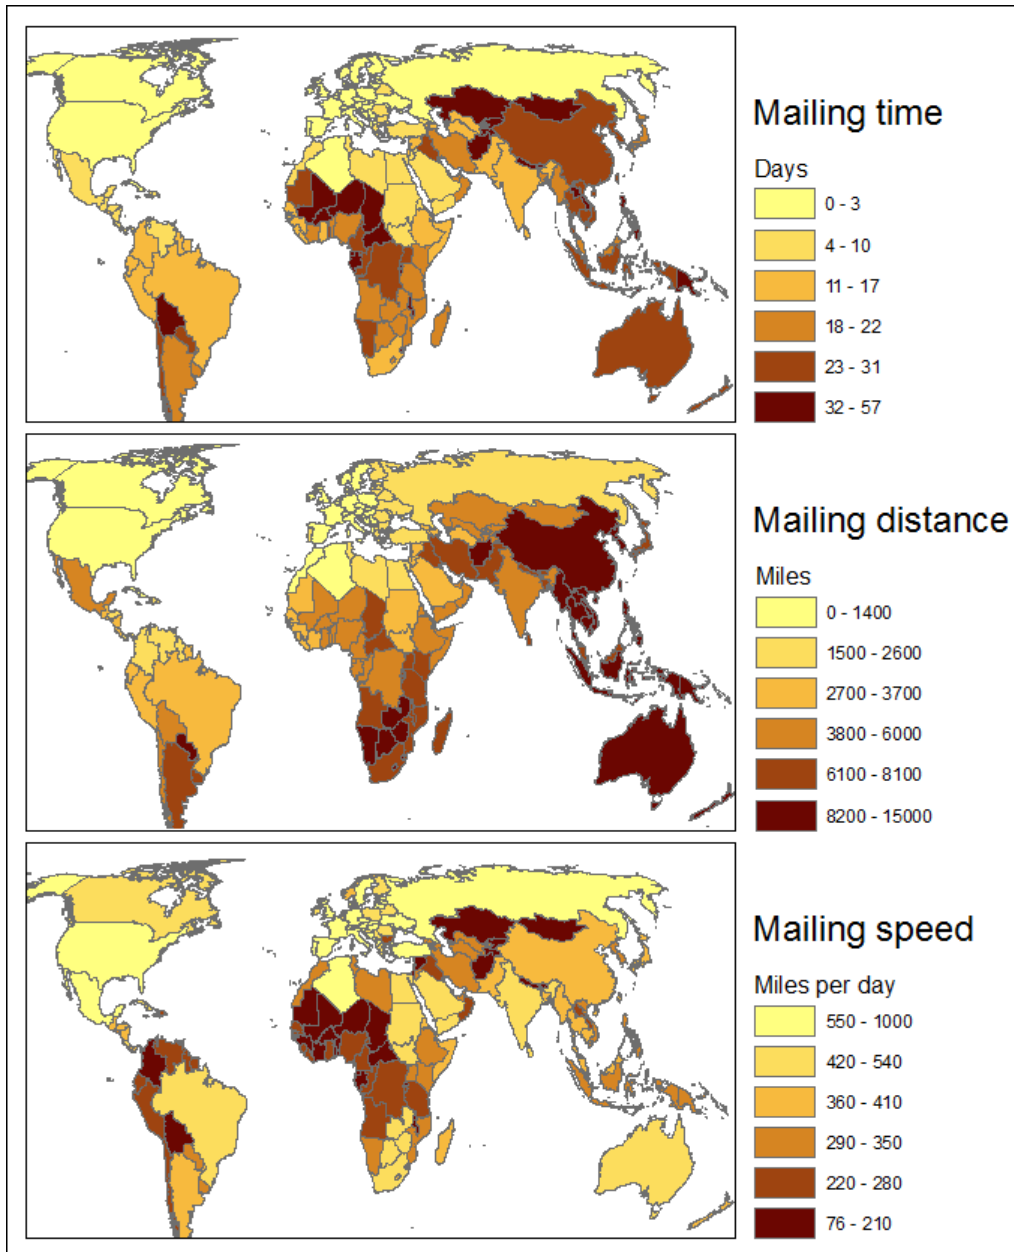 Mailing time
Days
0 - 3
4 - 10
11 - 17
18 - 22
23 - 31
32 - 57
Mailing distance
Miles
0 - 1400
1500 - 2600
2700 - 3700
3800 - 6000
6100 - 8100
8200 - 15000
Mailing speed
Miles per day
550 - 1000
420 - 540
360 - 410
290 - 350
220 - 280
76 - 210